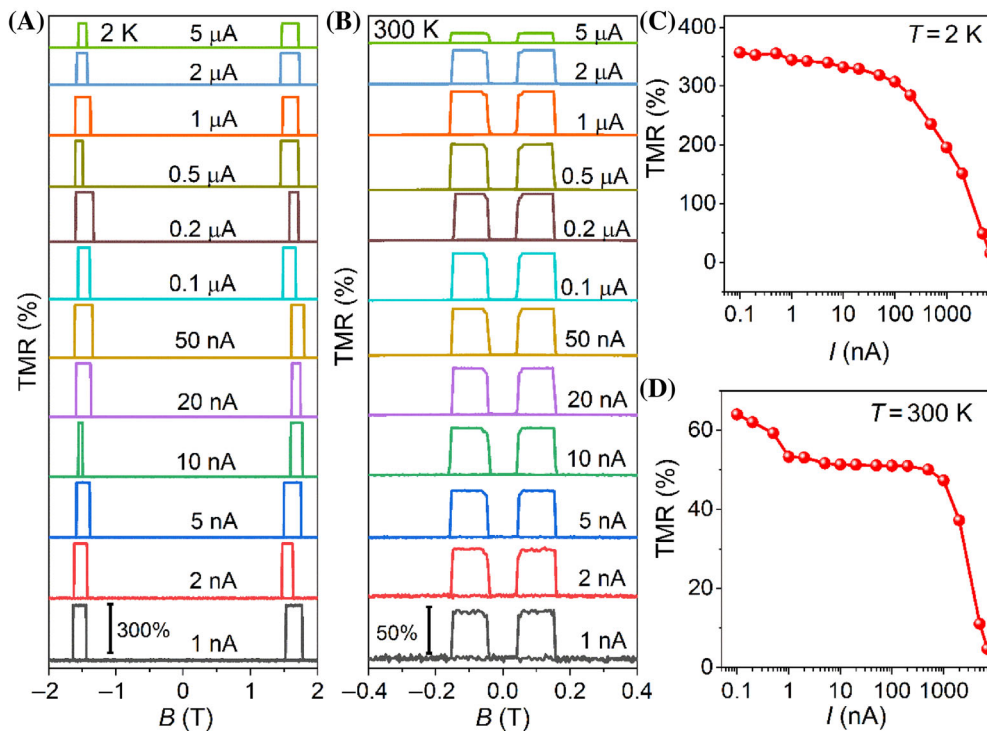 (A)
2 K
5 μA
2 μA
1 μA
0.5 μA
0.2 μA
0.1 μA
50 nA
20 nA
10 nA
5 nA
2 nA
300%
1 nA
TMR (%)
−2 −1 0 1 2
B (T)
(B)
300 K
5 μA
2 μA
1 μA
0.5 μA
0.2 μA
0.1 μA
50 nA
20 nA
10 nA
5 nA
2 nA
50%
1 nA
TMR (%)
−0.4 −0.2 0.0 0.2 0.4
B (T)
(C)
T = 2 K
400
300
200
100
0
TMR (%)
0.1 1 10 100 1000
I (nA)
(D)
T = 300 K
60
40
20
0
TMR (%)
0.1 1 10 100 1000
I (nA)